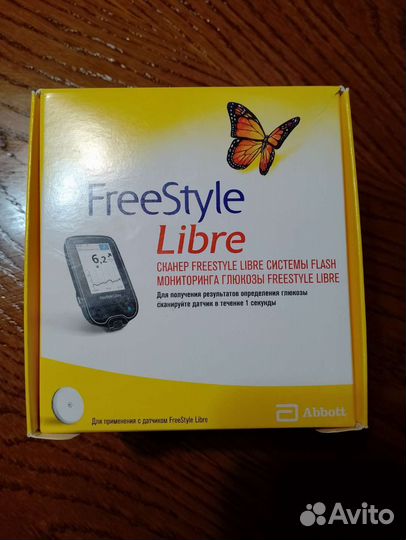 FreeStyle
Libre
СКАНЕР FREESTYLE LIBRE СИСТЕМЫ FLASH
МОНИТОРИНГА ГЛЮКОЗЫ FREESTYLE LIBRE
Для получения результатов определения глюкозы
сканируйте датчик в течение 1 секунды
6,2
Для применения с датчиком FreeStyle Libre
Abbott
Avito